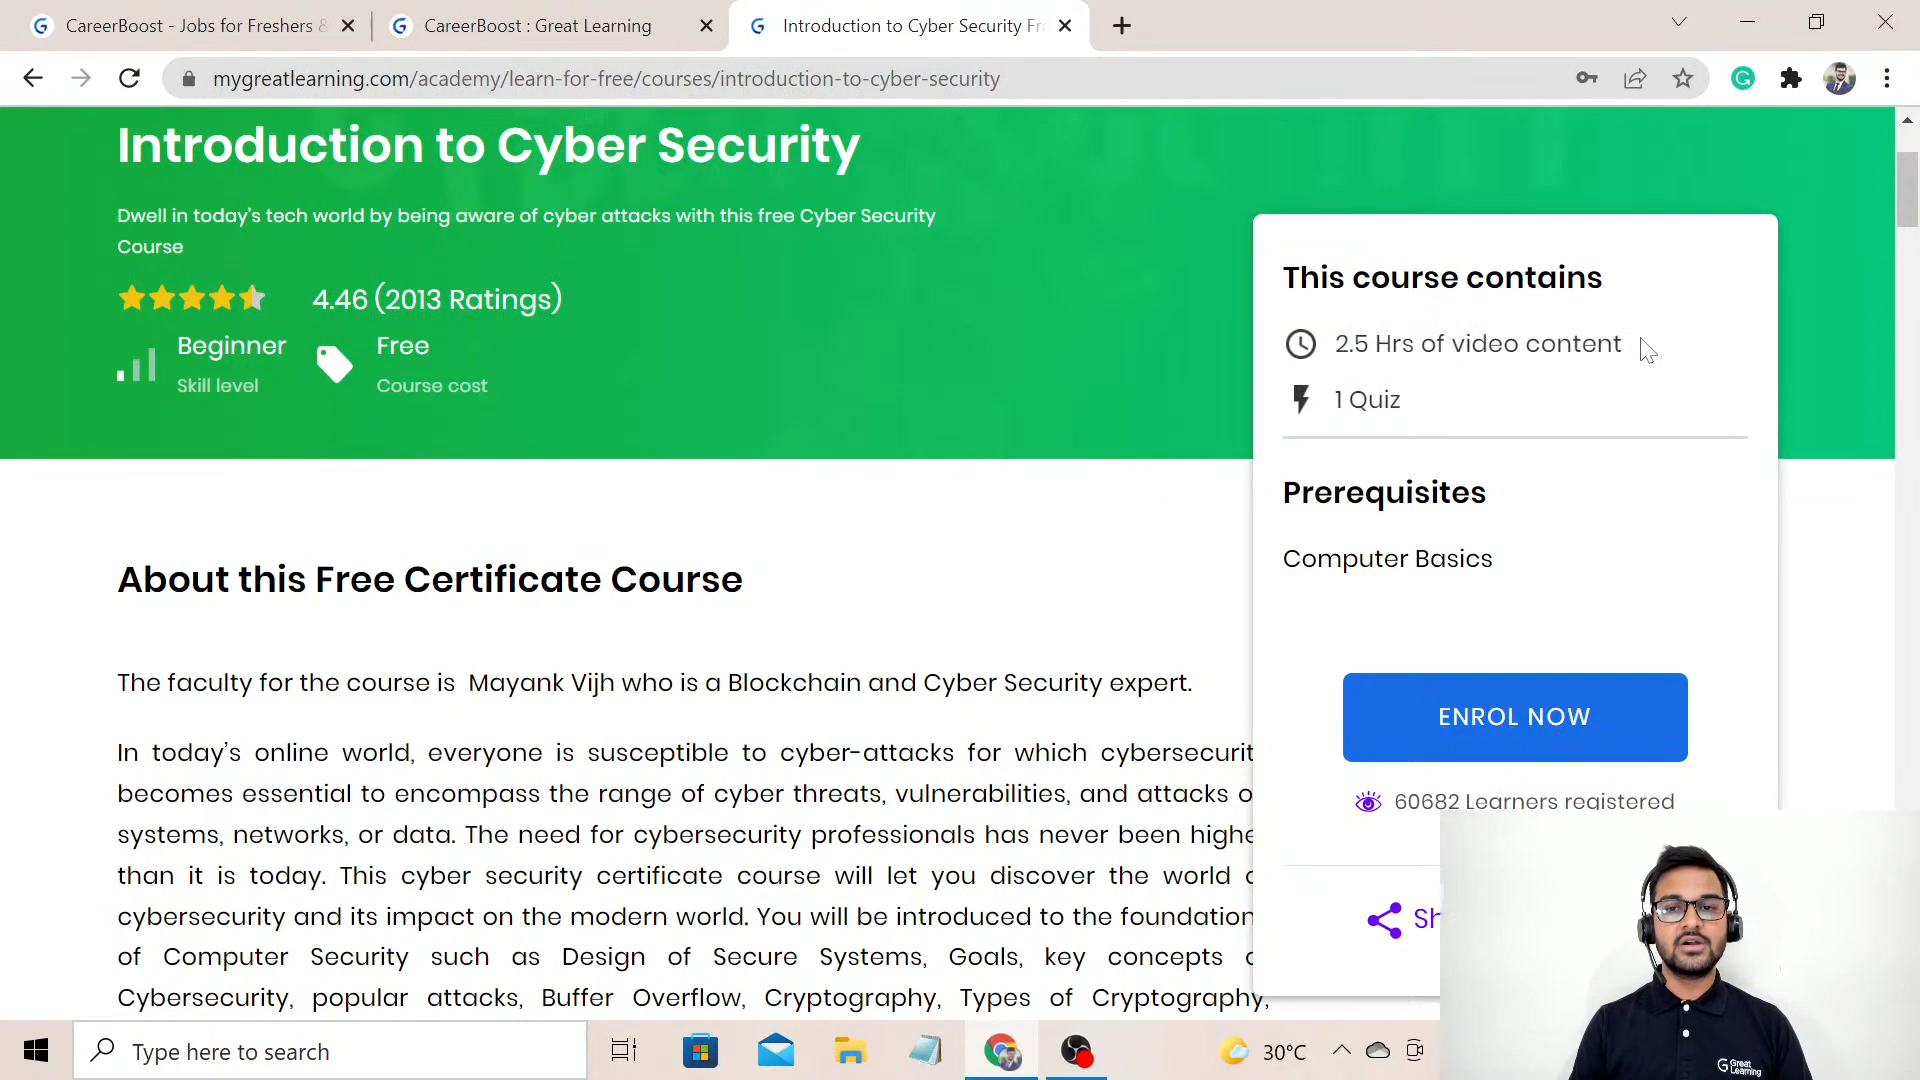 CareerBoost - Jobs for Freshers &
CareerBoost : Great Learning
Introduction to Cyber Security Fr
mygreatlearning.com/academy/learn-for-free/courses/introduction-to-cyber-security
Introduction to Cyber Security
Dwell in today's tech world by being aware of cyber attacks with this free Cyber Security
Course
4.46 (2013 Ratings)
Beginner
Skill level
Free
Course cost
This course contains
2.5 Hrs of video content
1 Quiz
Prerequisites
Computer Basics
ENROL NOW
60682 Learners registered
Sh
About this Free Certificate Course
The faculty for the course is Mayank Vijh who is a Blockchain and Cyber Security expert.
In today's online world, everyone is susceptible to cyber-attacks for which cybersecurit
becomes essential to encompass the range of cyber threats, vulnerabilities, and attacks o
systems, networks, or data. The need for cybersecurity professionals has never been highe
than it is today. This cyber security certificate course will let you discover the world o
cybersecurity and its impact on the modern world. You will be introduced to the foundation
of Computer Security such as Design of Secure Systems, Goals, key concepts o
Cybersecurity, popular attacks, Buffer Overflow, Cryptography, Types of Cryptography,
Great
Learning
Type here to search
30°C